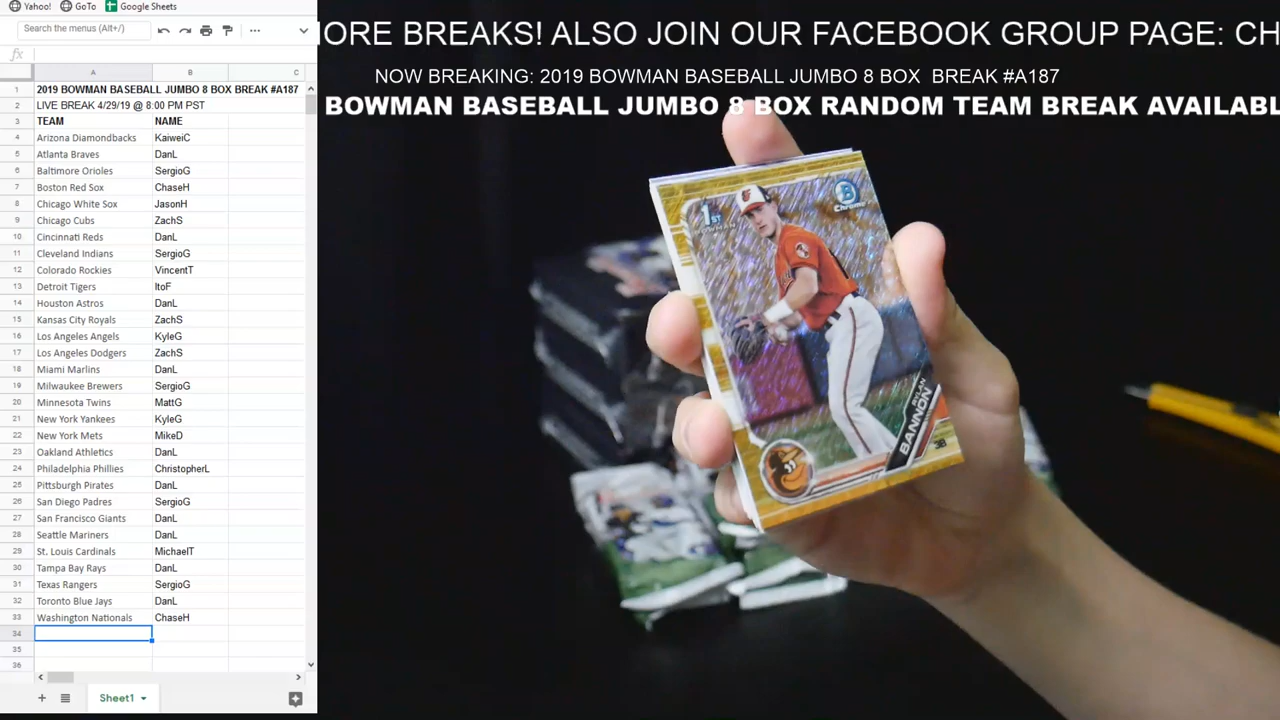 Yahoo!
GoTo
Google Sheets
Search the menus (Alt+/)
fx
A
B
C
1 2019 BOWMAN BASEBALL JUMBO 8 BOX BREAK #A187
2 LIVE BREAK 4/29/19 @ 8:00 PM PST
3 TEAM NAME
4 Arizona Diamondbacks KaiweiC
5 Atlanta Braves DanL
6 Baltimore Orioles SergioG
7 Boston Red Sox ChaseH
8 Chicago White Sox JasonH
9 Chicago Cubs ZachS
10 Cincinnati Reds DanL
11 Cleveland Indians SergioG
12 Colorado Rockies VincentT
13 Detroit Tigers ItoF
14 Houston Astros DanL
15 Kansas City Royals ZachS
16 Los Angeles Angels KyleG
17 Los Angeles Dodgers ZachS
18 Miami Marlins DanL
19 Milwaukee Brewers SergioG
20 Minnesota Twins MattG
21 New York Yankees KyleG
22 New York Mets MikeD
23 Oakland Athletics DanL
24 Philadelphia Phillies ChristopherL
25 Pittsburgh Pirates DanL
26 San Diego Padres SergioG
27 San Francisco Giants DanL
28 Seattle Mariners DanL
29 St. Louis Cardinals MichaelT
30 Tampa Bay Rays DanL
31 Texas Rangers SergioG
32 Toronto Blue Jays DanL
33 Washington Nationals ChaseH
34
35
36
Sheet1
ORE BREAKS! ALSO JOIN OUR FACEBOOK GROUP PAGE: CH
NOW BREAKING: 2019 BOWMAN BASEBALL JUMBO 8 BOX BREAK #A187
BOWMAN BASEBALL JUMBO 8 BOX RANDOM TEAM BREAK AVAILABL
1ST
BOWMAN
B
Chrome
RYLAN
BANNON
3B